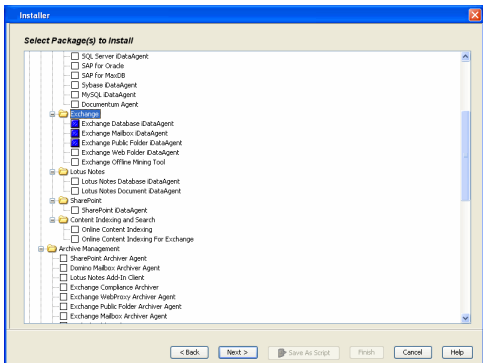 Installer
Select Package(s) to Install
SQL Server iDataAgent
SAP for Oracle
SAP for MaxDB
Sybase iDataAgent
MySQL iDataAgent
Documentum Agent
Exchange
Exchange Database iDataAgent
Exchange Mailbox iDataAgent
Exchange Public Folder iDataAgent
Exchange Web Folder iDataAgent
Exchange Offline Mining Tool
Lotus Notes
Lotus Notes Database iDataAgent
Lotus Notes Document iDataAgent
SharePoint
SharePoint iDataAgent
Content Indexing and Search
Online Content Indexing
Online Content Indexing For Exchange
Archive Management
SharePoint Archiver Agent
Domino Mailbox Archiver Agent
Lotus Notes Add-In Client
Exchange Compliance Archiver
Exchange WebProxy Archiver Agent
Exchange Public Folder Archiver Agent
Exchange Mailbox Archiver Agent
< Back Next > Save As Script Finish Cancel Help